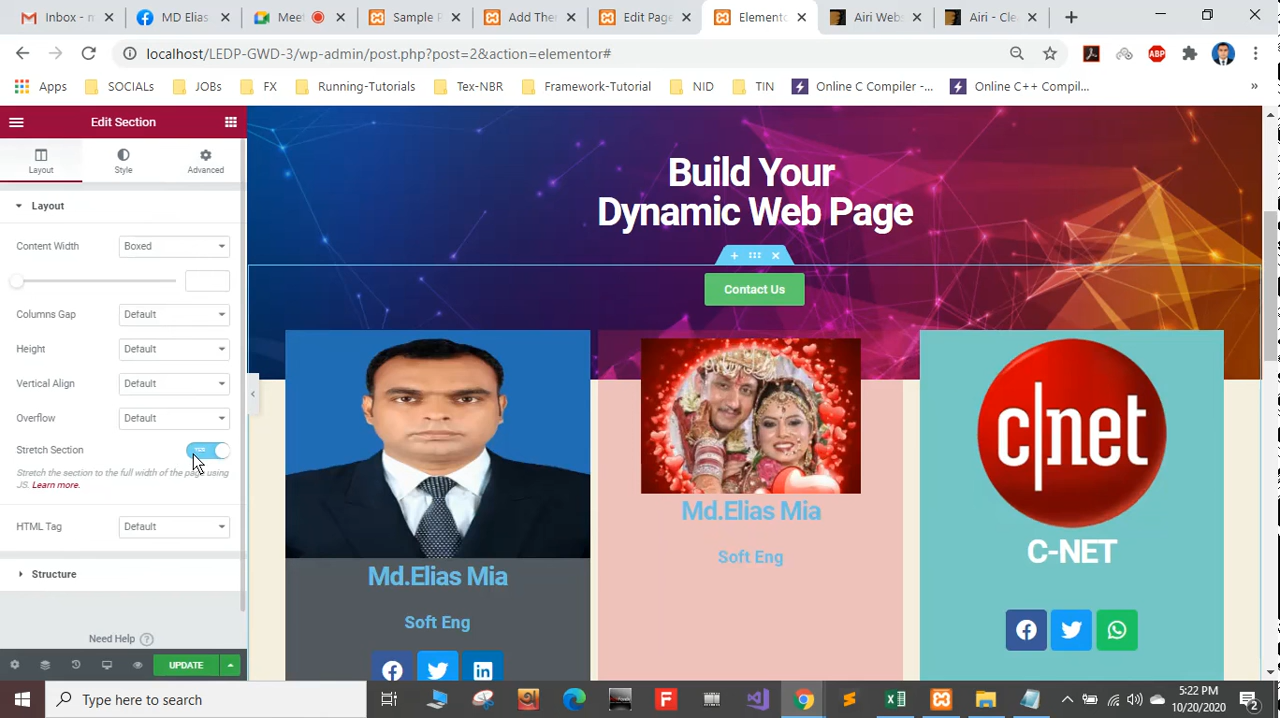 Inbox - n
MD Elias
Meet
Sample P
Add The
Edit Page
Elemento
Airi Webs
Airi - Cle
localhost/LEDP-GWD-3/wp-admin/post.php?post=2&action=elementor#
ABP
Apps
SOCIALs
JOBs
FX
Running-Tutorials
Tex-NBR
Framework-Tutorial
NID
TIN
Online C Compiler -...
Online C++ Compil...
»
Edit Section
Layout
Style
Advanced
Layout
Content Width
Boxed
Columns Gap
Default
Height
Default
Vertical Align
Default
Overflow
Default
Stretch Section
Stretch the section to the full width of the page using
JS. Learn more.
HTML Tag
Default
Structure
Need Help
UPDATE
Build Your
Dynamic Web Page
Contact Us
Md.Elias Mia
Soft Eng
Md.Elias Mia
Soft Eng
c|net
C-NET
Type here to search
5:22 PM
10/20/2020
2